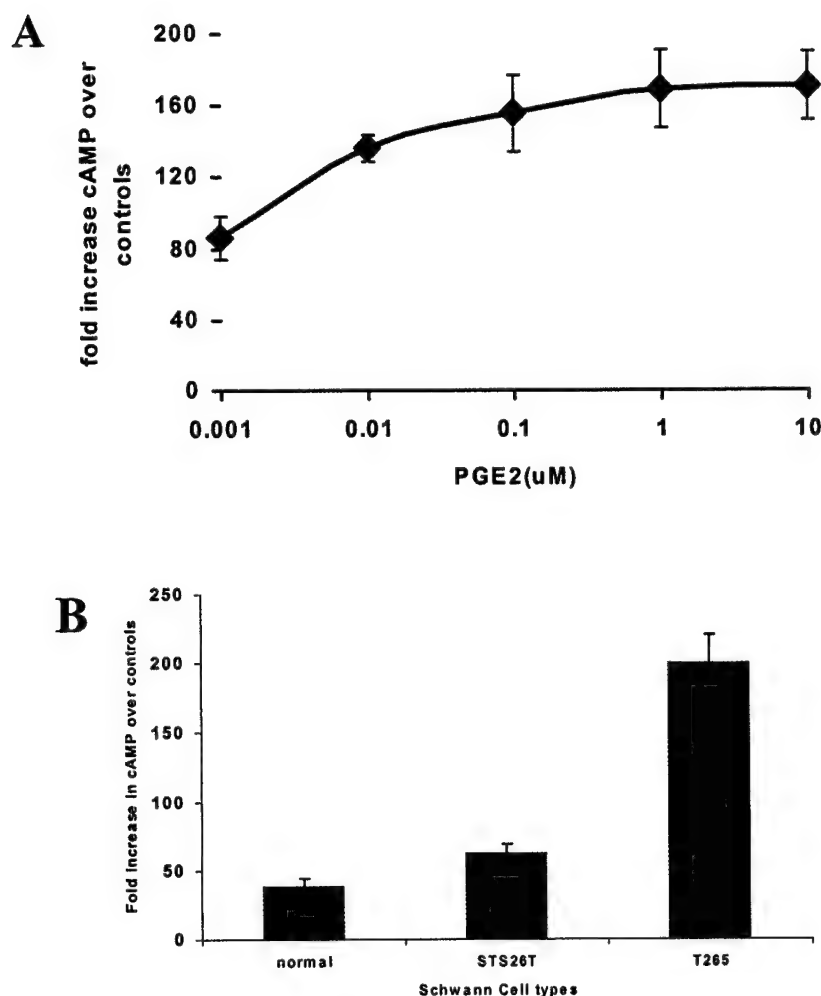 A
fold increase cAMP over
controls
200
160
120
80
40
0
0.001 0.01 0.1 1 10
PGE2(uM)
B
Fold increase in cAMP over controls
250
200
150
100
50
0
normal STS26T T265
Schwann Cell types